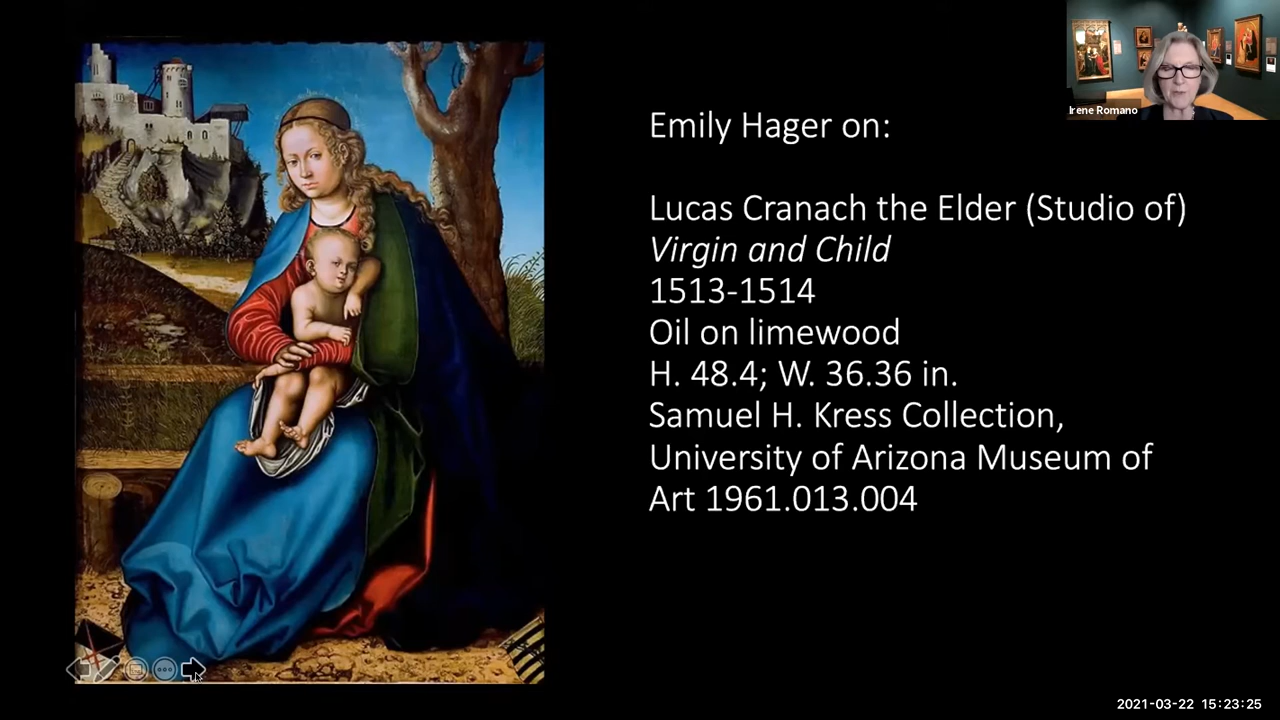 Irene Romano
Emily Hager on:
Lucas Cranach the Elder (Studio of)
Virgin and Child
1513-1514
Oil on limewood
H. 48.4; W. 36.36 in.
Samuel H. Kress Collection,
University of Arizona Museum of
Art 1961.013.004
2021-03-22 15:23:25